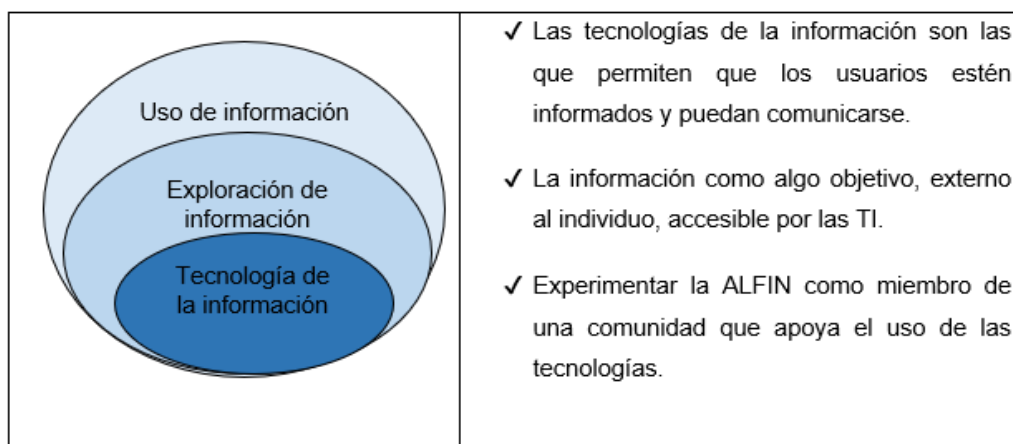 Uso de información
Exploración de
información
Tecnología de
la información
✓ Las tecnologías de la información son las
que permiten que los usuarios estén
informados y puedan comunicarse.
✓ La información como algo objetivo, externo
al individuo, accesible por las TI.
✓ Experimentar la ALFIN como miembro de
una comunidad que apoya el uso de las
tecnologías.